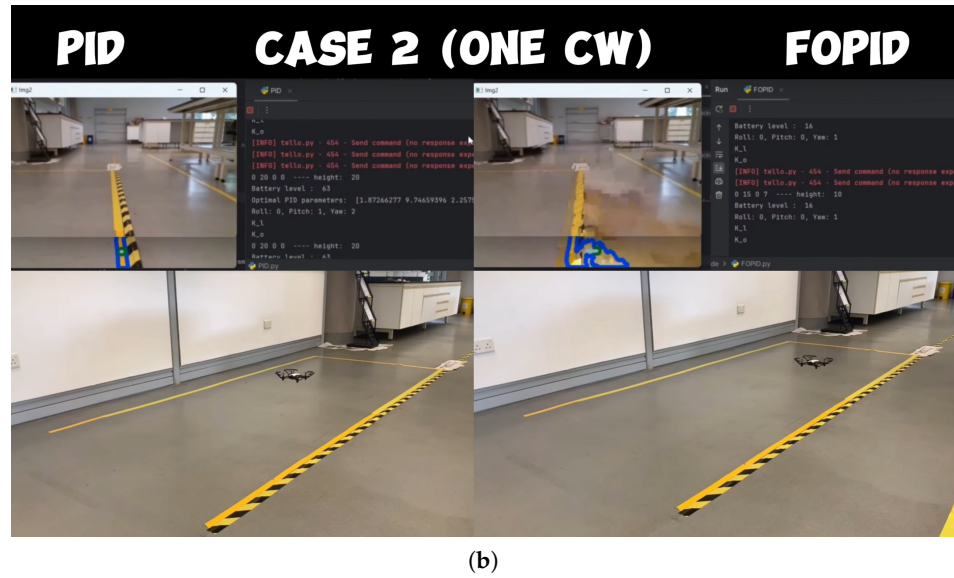 PID
CASE 2 (ONE CW)
FOPID
Img2
PID
K_o
[INFO] tello.py - 454 - Send command (no response
[INFO] tello.py - 454 - Send command (no response
[INFO] tello.py - 454 - Send command (no response
0 20 0 0 ---- height: 20
Battery level : 63
Optimal PID parameters: [1.87266277 9.74659396
Roll: 0, Pitch: 1, Yaw: 2
K_l
K_o
0 20 0 0 ---- height: 20
Battery level : 63
PID.py
Img2
Run
FOPID
Battery level : 16
Roll: 0, Pitch: 0, Yaw: 1
K_l
K_o
[INFO] tello.py - 454 - Send command (no response exp
[INFO] tello.py - 454 - Send command (no response exp
0 15 0 7 ---- height: 10
Battery level : 16
Roll: 0, Pitch: 0, Yaw: 1
K_l
K_o
de > FOPID.py
(b)